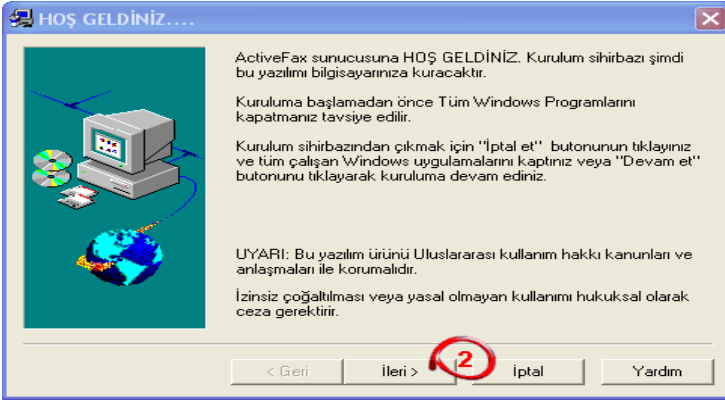 HOŞ GELDİNİZ....
ActiveFax sunucusuna HOŞ GELDİNİZ. Kurulum sihirbazı şimdi
bu yazılımı bilgisayarınıza kuracaktır.
Kuruluma başlamadan önce Tüm Windows Programlarını
kapatmanız tavsiye edilir.
Kurulum sihirbazından çıkmak için "İptal et" butonunun tıklayınız
ve tüm çalışan Windows uygulamalarını kaptınız veya "Devam et"
butonunu tıklayarak kuruluma devam ediniz.
UYARI: Bu yazılım ürünü Uluslararası kullanım hakkı kanunları ve
anlaşmaları ile korumalıdır.
İzinsiz çoğaltılması veya yasal olmayan kullanımı hukuksal olarak
ceza gerektirir.
< Geri İleri > 2 İptal Yardım